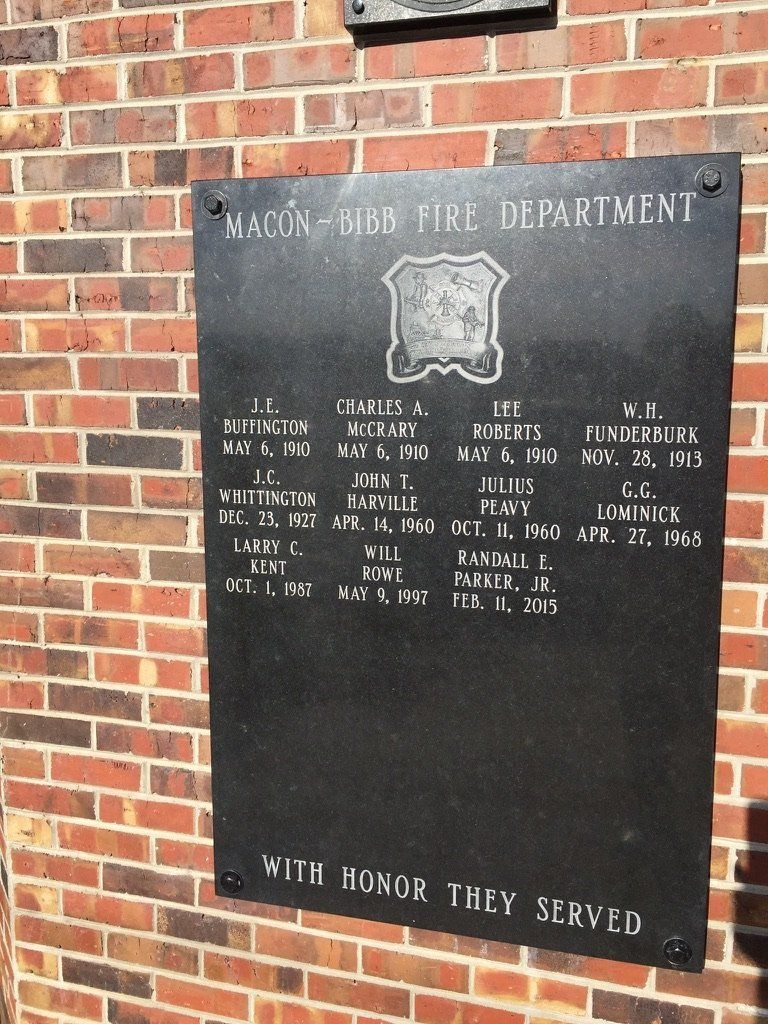 MACON-BIBB FIRE DEPARTMENT
J.E.
BUFFINGTON
MAY 6, 1910
CHARLES A.
McCRARY
MAY 6, 1910
LEE
ROBERTS
MAY 6, 1910
W.H.
FUNDERBURK
NOV. 28, 1913
J.C.
WHITTINGTON
DEC. 23, 1927
JOHN T.
HARVILLE
APR. 14, 1960
JULIUS
PEAVY
OCT. 11, 1960
G.G.
LOMINICK
APR. 27, 1968
LARRY C.
KENT
OCT. 1, 1987
WILL
ROWE
MAY 9, 1997
RANDALL E.
PARKER, JR.
FEB. 11, 2015
WITH HONOR THEY SERVED